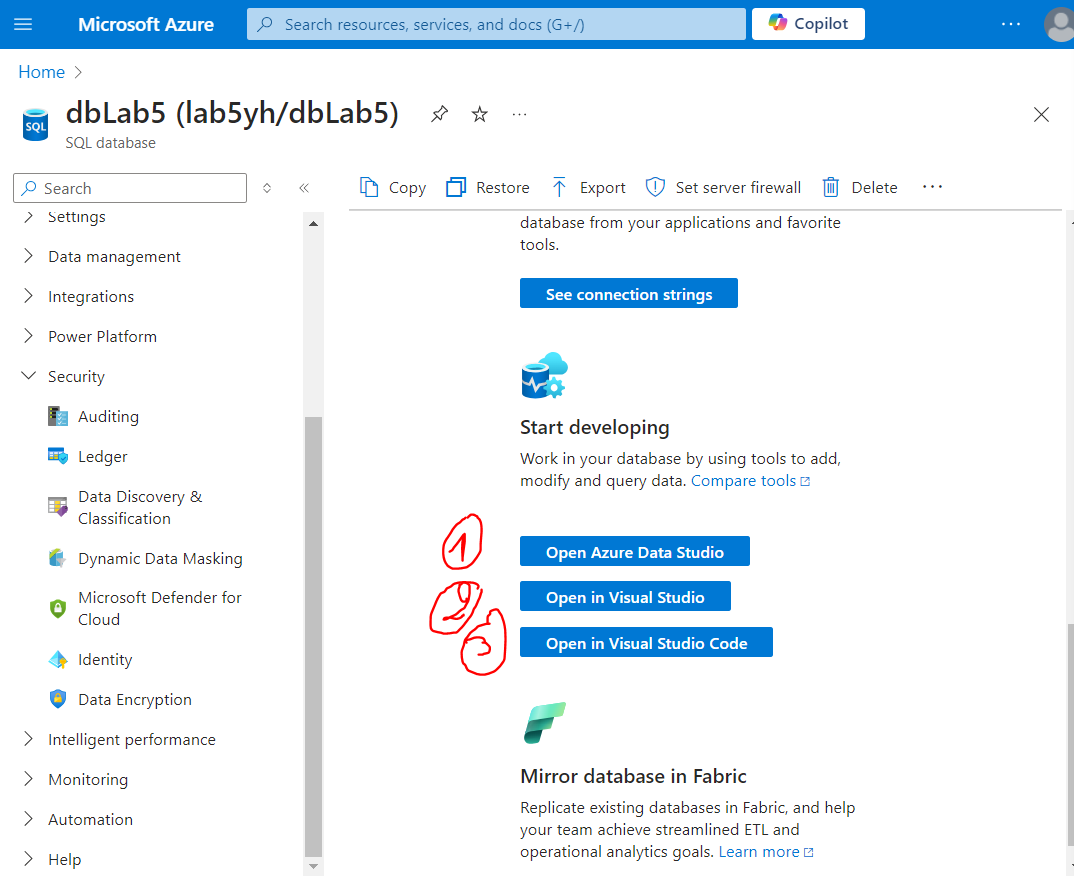 Microsoft Azure
Search resources, services, and docs (G+/)
Copilot
Home
SQL
dbLab5 (lab5yh/dbLab5)
SQL database
Search
Settings
Data management
Integrations
Power Platform
Security
Auditing
Ledger
Data Discovery &
Classification
Dynamic Data Masking
Microsoft Defender for
Cloud
Identity
Data Encryption
Intelligent performance
Monitoring
Automation
Help
Copy
Restore
Export
Set server firewall
Delete
database from your applications and favorite
tools.
See connection strings
Start developing
Work in your database by using tools to add,
modify and query data. Compare tools
1
Open Azure Data Studio
2
Open in Visual Studio
3
Open in Visual Studio Code
Mirror database in Fabric
Replicate existing databases in Fabric, and help
your team achieve streamlined ETL and
operational analytics goals. Learn more